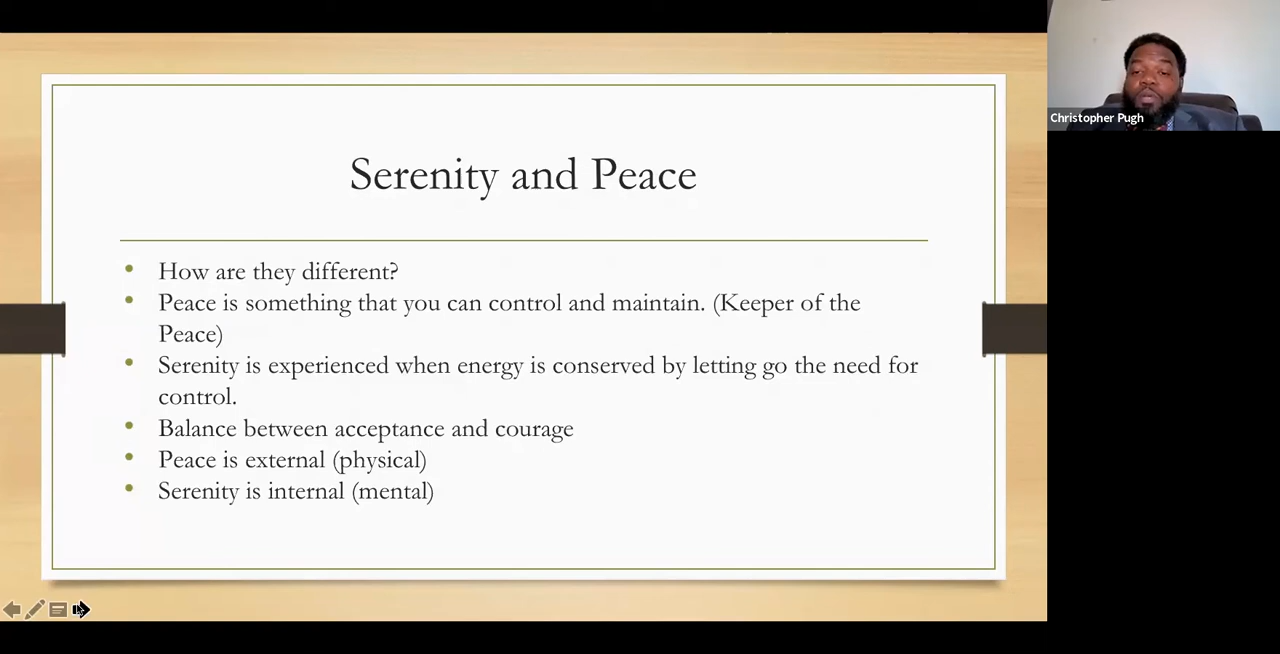 Serenity and Peace
How are they different?
Peace is something that you can control and maintain. (Keeper of the
Peace)
Serenity is experienced when energy is conserved by letting go the need for
control.
Balance between acceptance and courage
Peace is external (physical)
Serenity is internal (mental)
Christopher Pugh